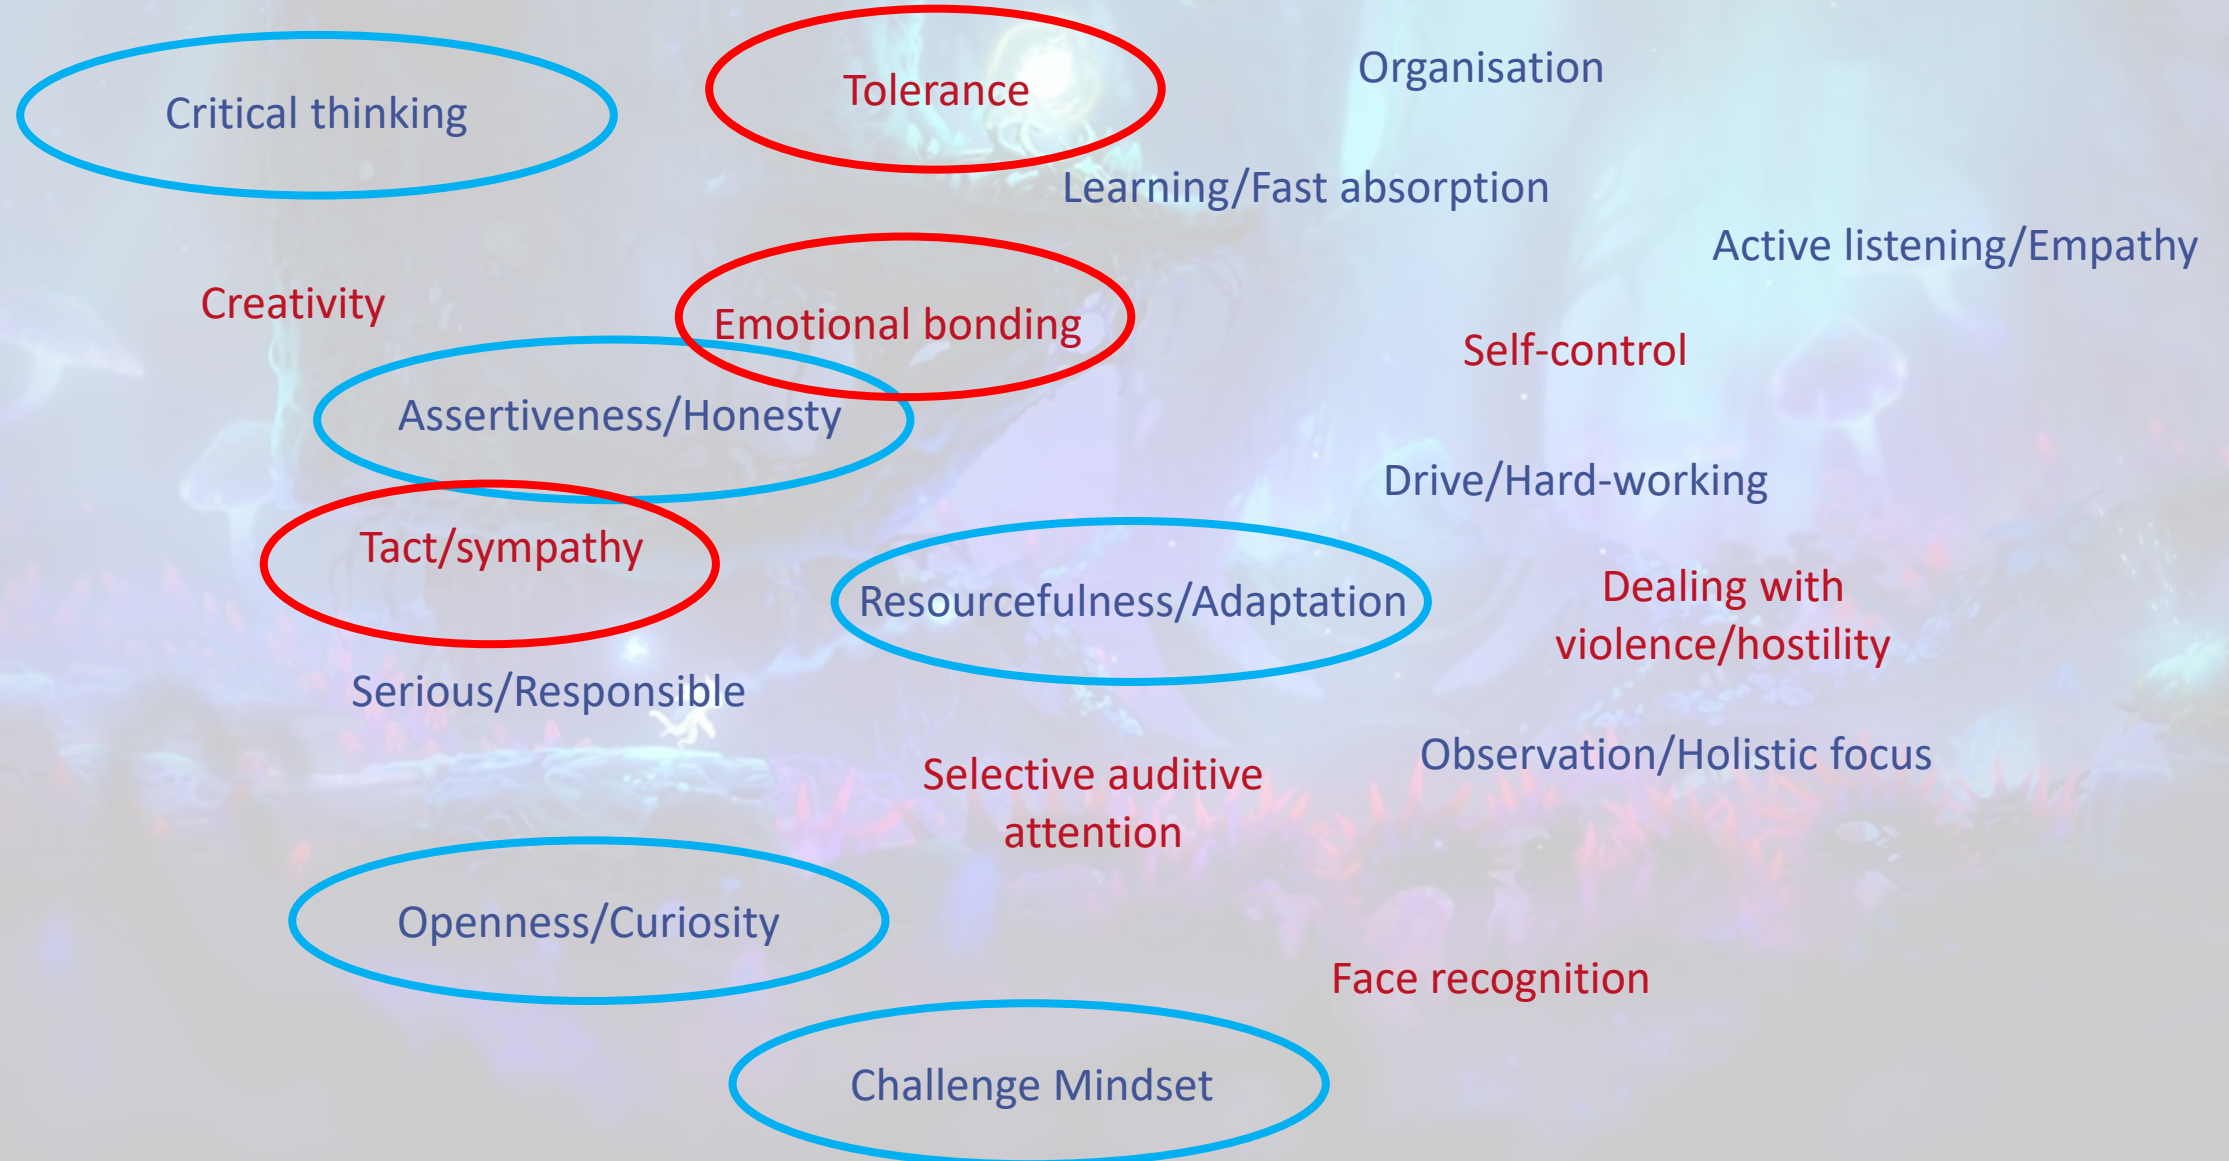 Critical thinking
Tolerance
Organisation
Learning/Fast absorption
Active listening/Empathy
Creativity
Emotional bonding
Self-control
Assertiveness/Honesty
Drive/Hard-working
Tact/sympathy
Resourcefulness/Adaptation
Dealing with
violence/hostility
Serious/Responsible
Observation/Holistic focus
Selective auditive
attention
Openness/Curiosity
Face recognition
Challenge Mindset